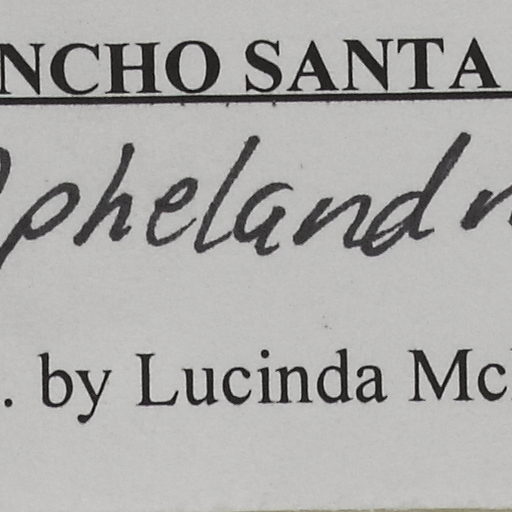 NCHO SANTA
pheland
. by Lucinda Mc